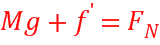 Mg + f' = F_N